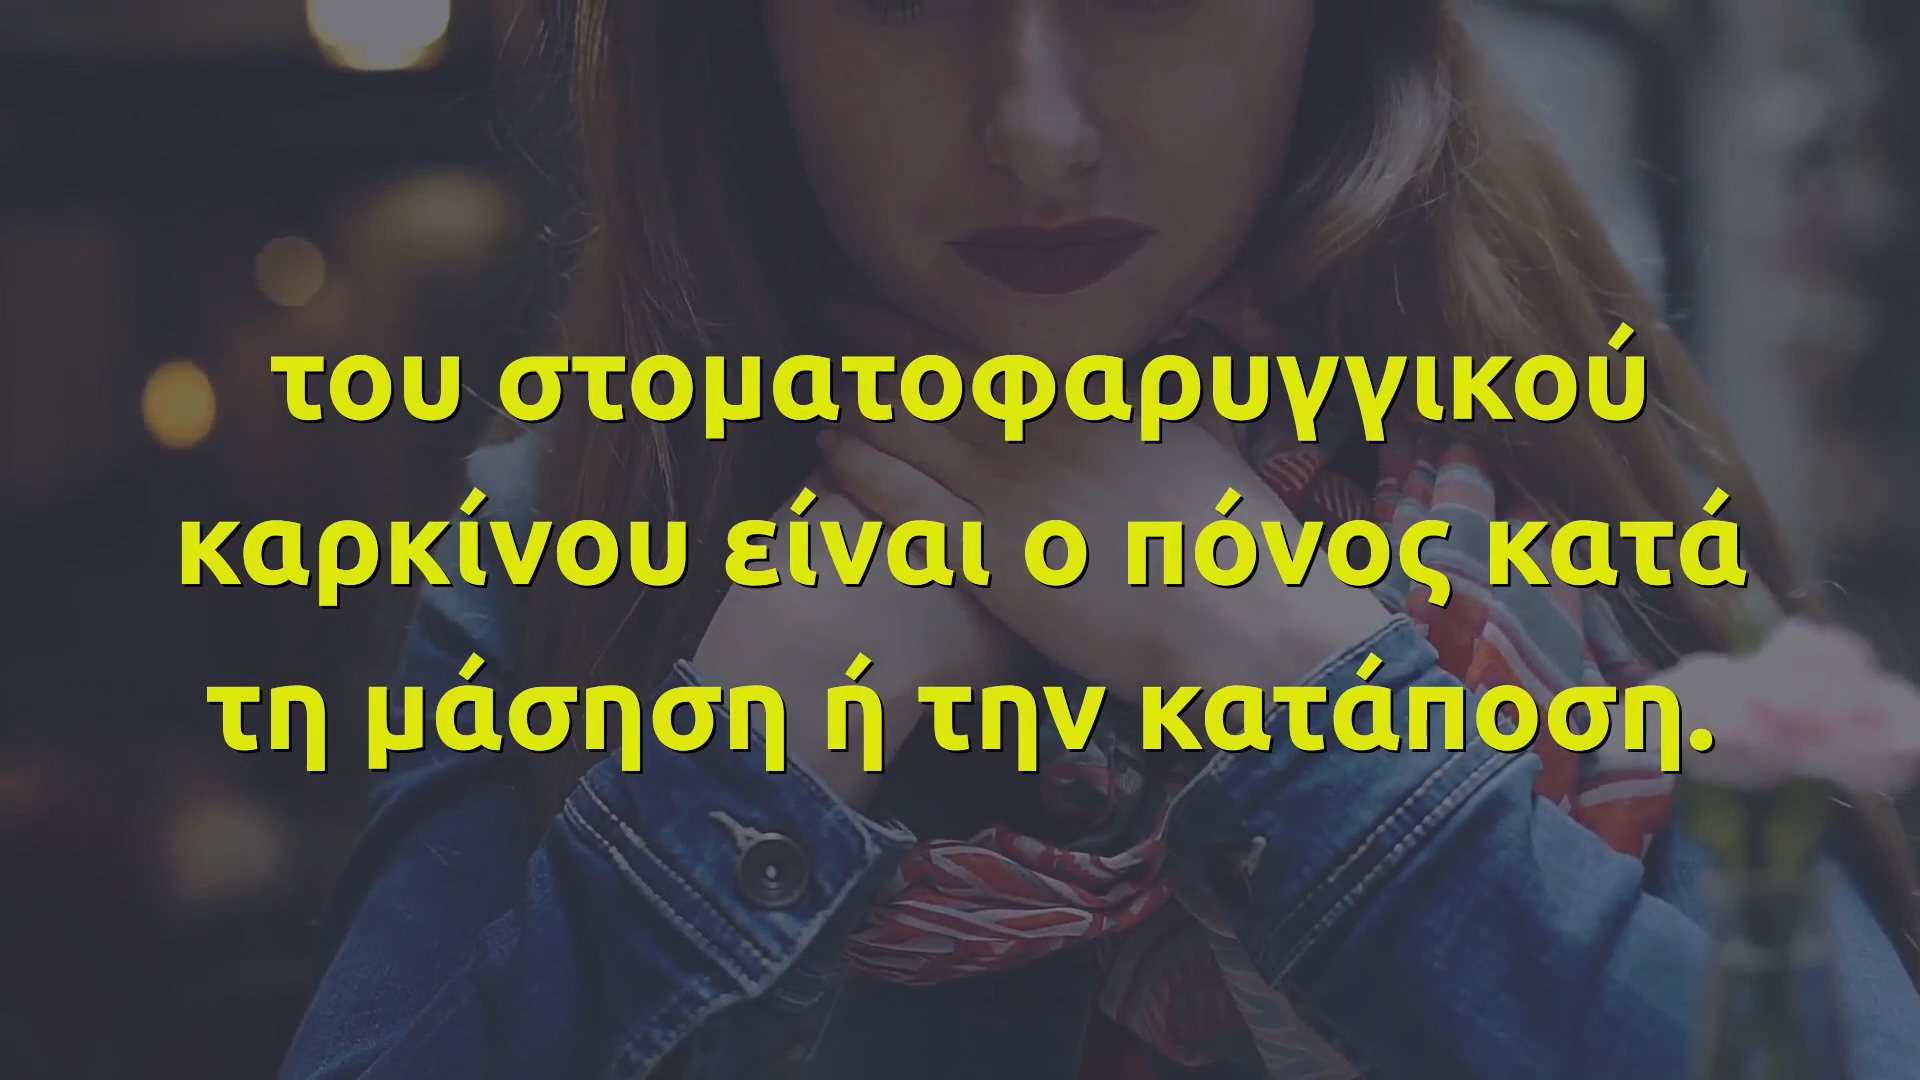 του στοματοφαρυγγικού
καρκίνου είναι ο πόνος κατά
τη μάσηση ή την κατάποση.